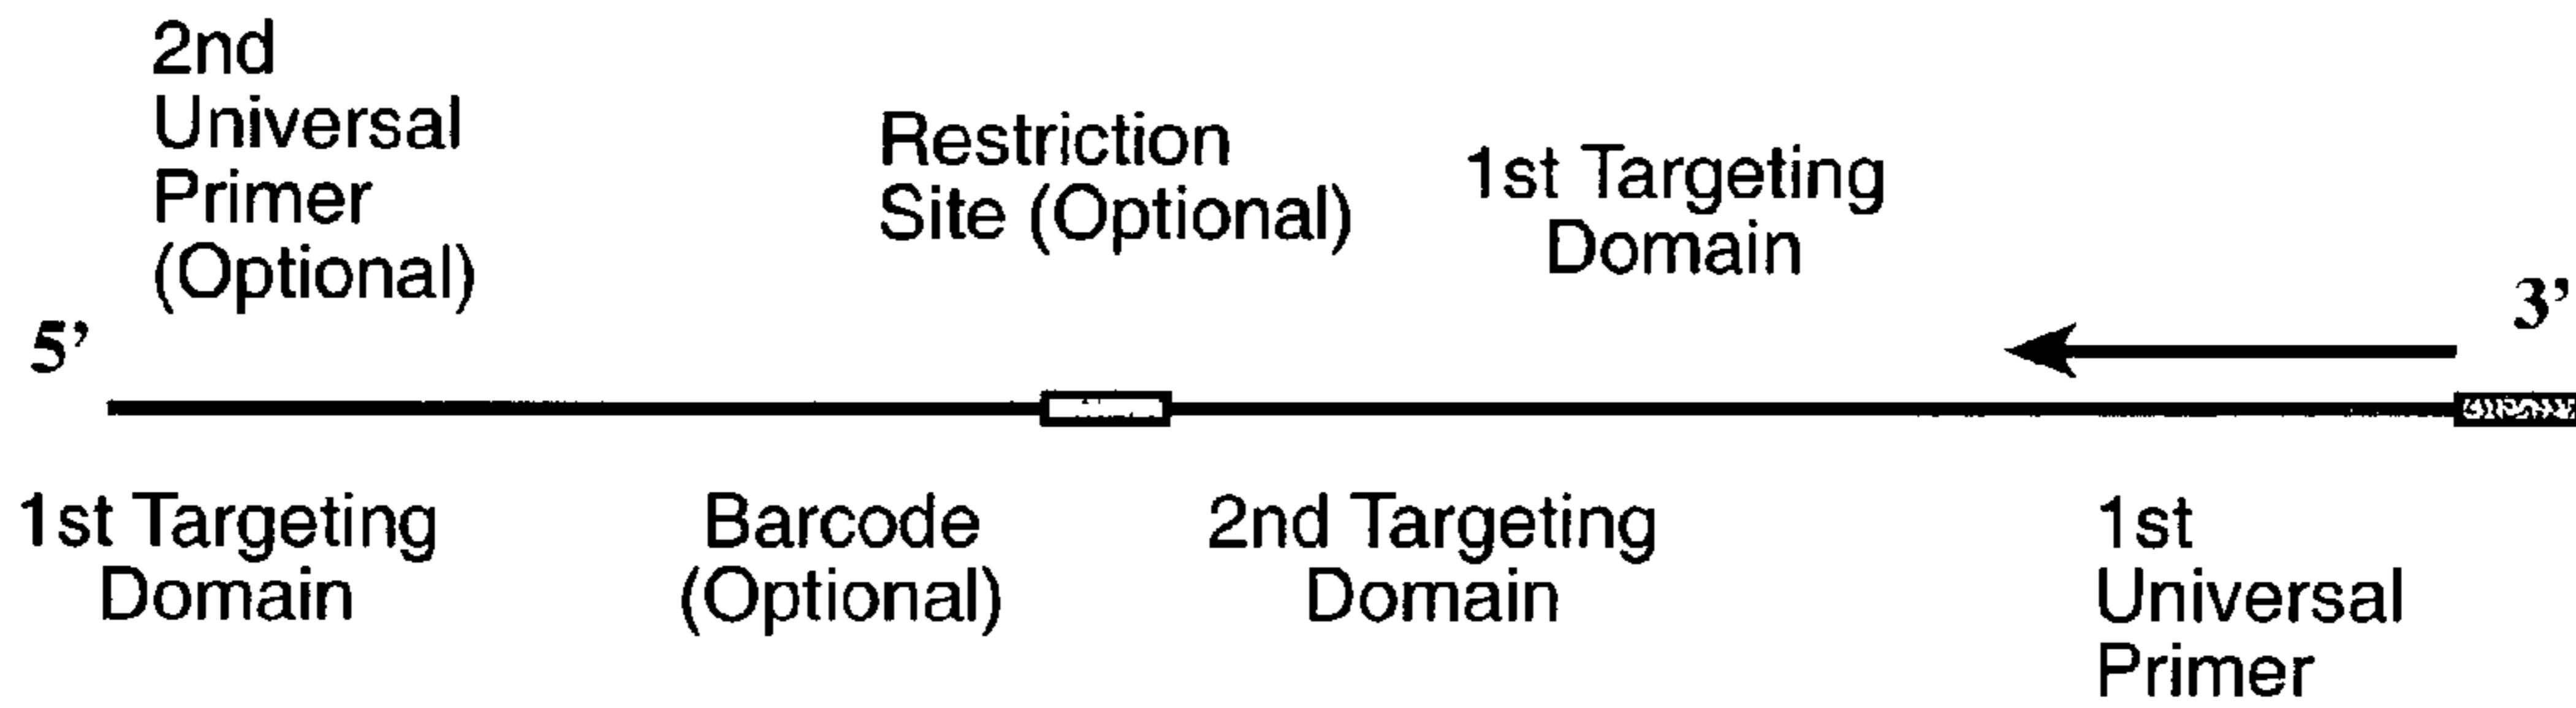 2nd
Universal
Primer
(Optional)
Restriction
Site (Optional)
1st Targeting
Domain
5’
3’
1st Targeting
Domain
Barcode
(Optional)
2nd Targeting
Domain
1st
Universal
Primer